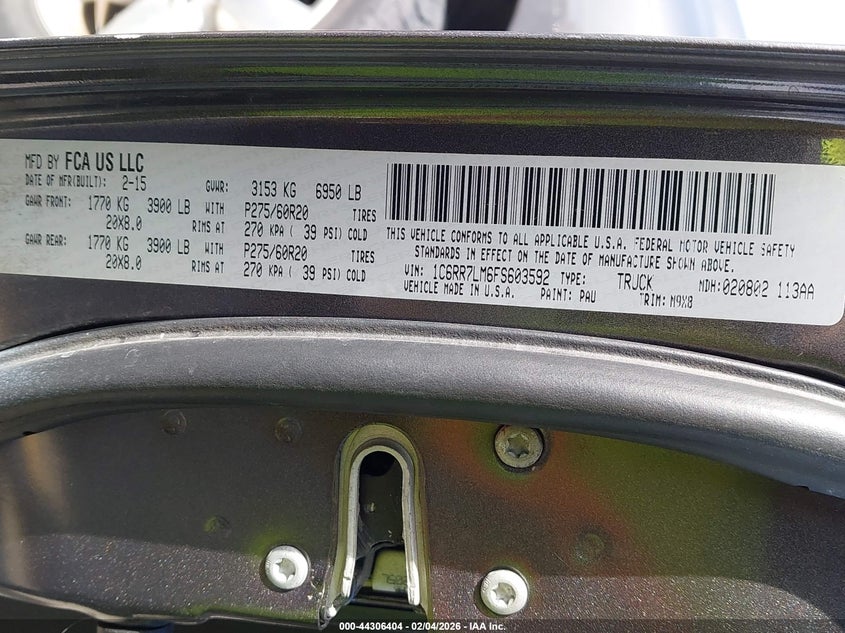 MFD BY FCA US LLC
DATE OF MFR(BUILT): 2-15 GVWR: 3153 KG 6950 LB
GAWR FRONT: 1770 KG 3900 LB WITH P275/60R20 TIRES
20X8.0 RIMS AT 270 KPA ( 39 PSI) COLD
GAWR REAR: 1770 KG 3900 LB WITH P275/60R20 TIRES
20X8.0 RIMS AT 270 KPA ( 39 PSI) COLD
THIS VEHICLE CONFORMS TO ALL APPLICABLE U.S.A. FEDERAL MOTOR VEHICLE SAFETY
STANDARDS IN EFFECT ON THE DATE OF MANUFACTURE SHOWN ABOVE.
VIN: 1C6RR7LM6FS603592 TYPE: TRUCK MDH:020802 113AA
VEHICLE MADE IN U.S.A. PAINT: PAU TRIM: M9X8
000-44306404 - 02/04/2026 - IAA Inc.